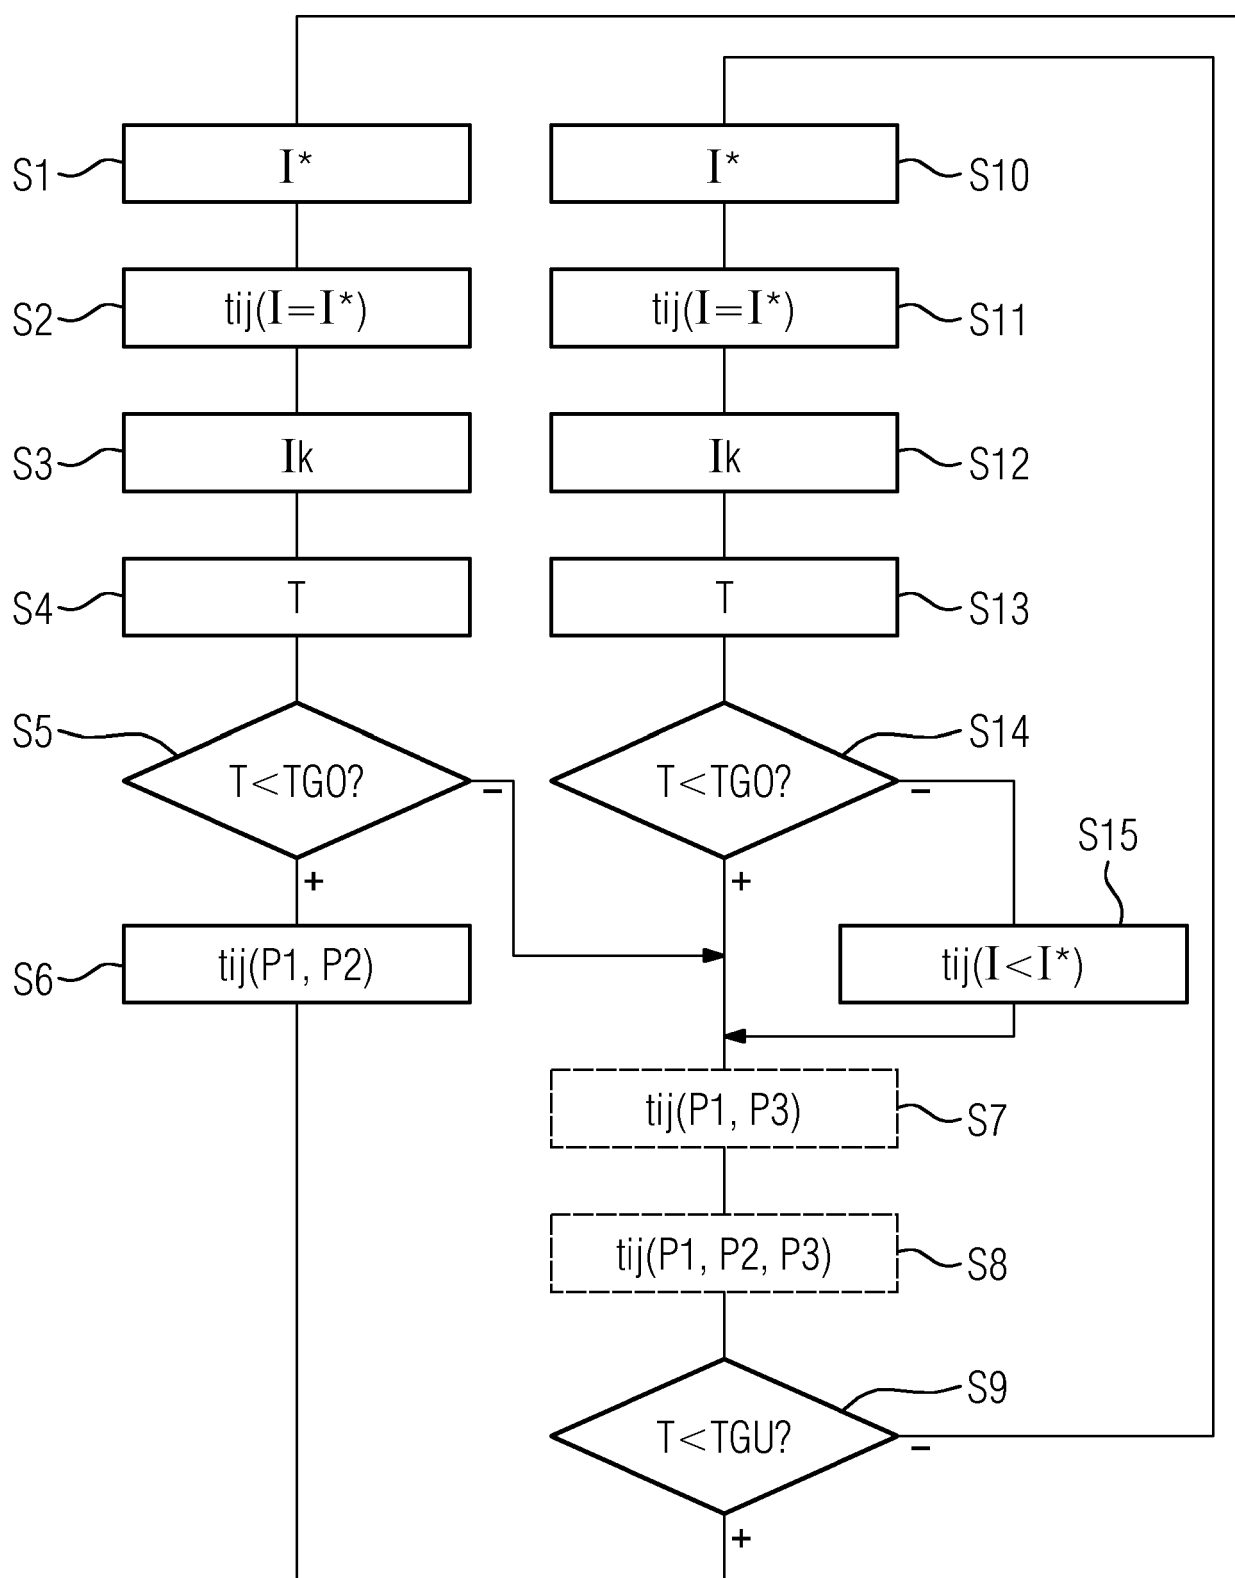 S1 I* I* S10
S2 tij(I=I*) tij(I=I*) S11
S3 Ik Ik S12
S4 T T S13
S5 T<TGO? - T<TGO? - S14
+ + S15
S6 tij(P1, P2) tij(I<I*)
tij(P1, P3) S7
tij(P1, P2, P3) S8
T<TGU? - S9
+